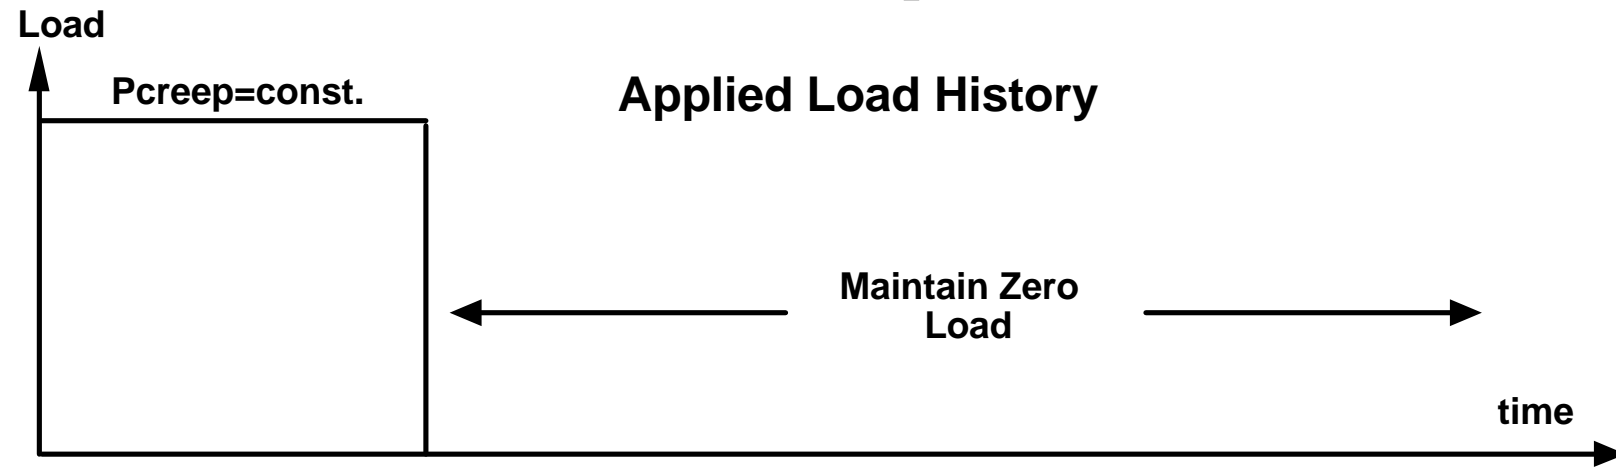 Load
Pcreep=const.
Applied Load History
Maintain Zero
Load
time